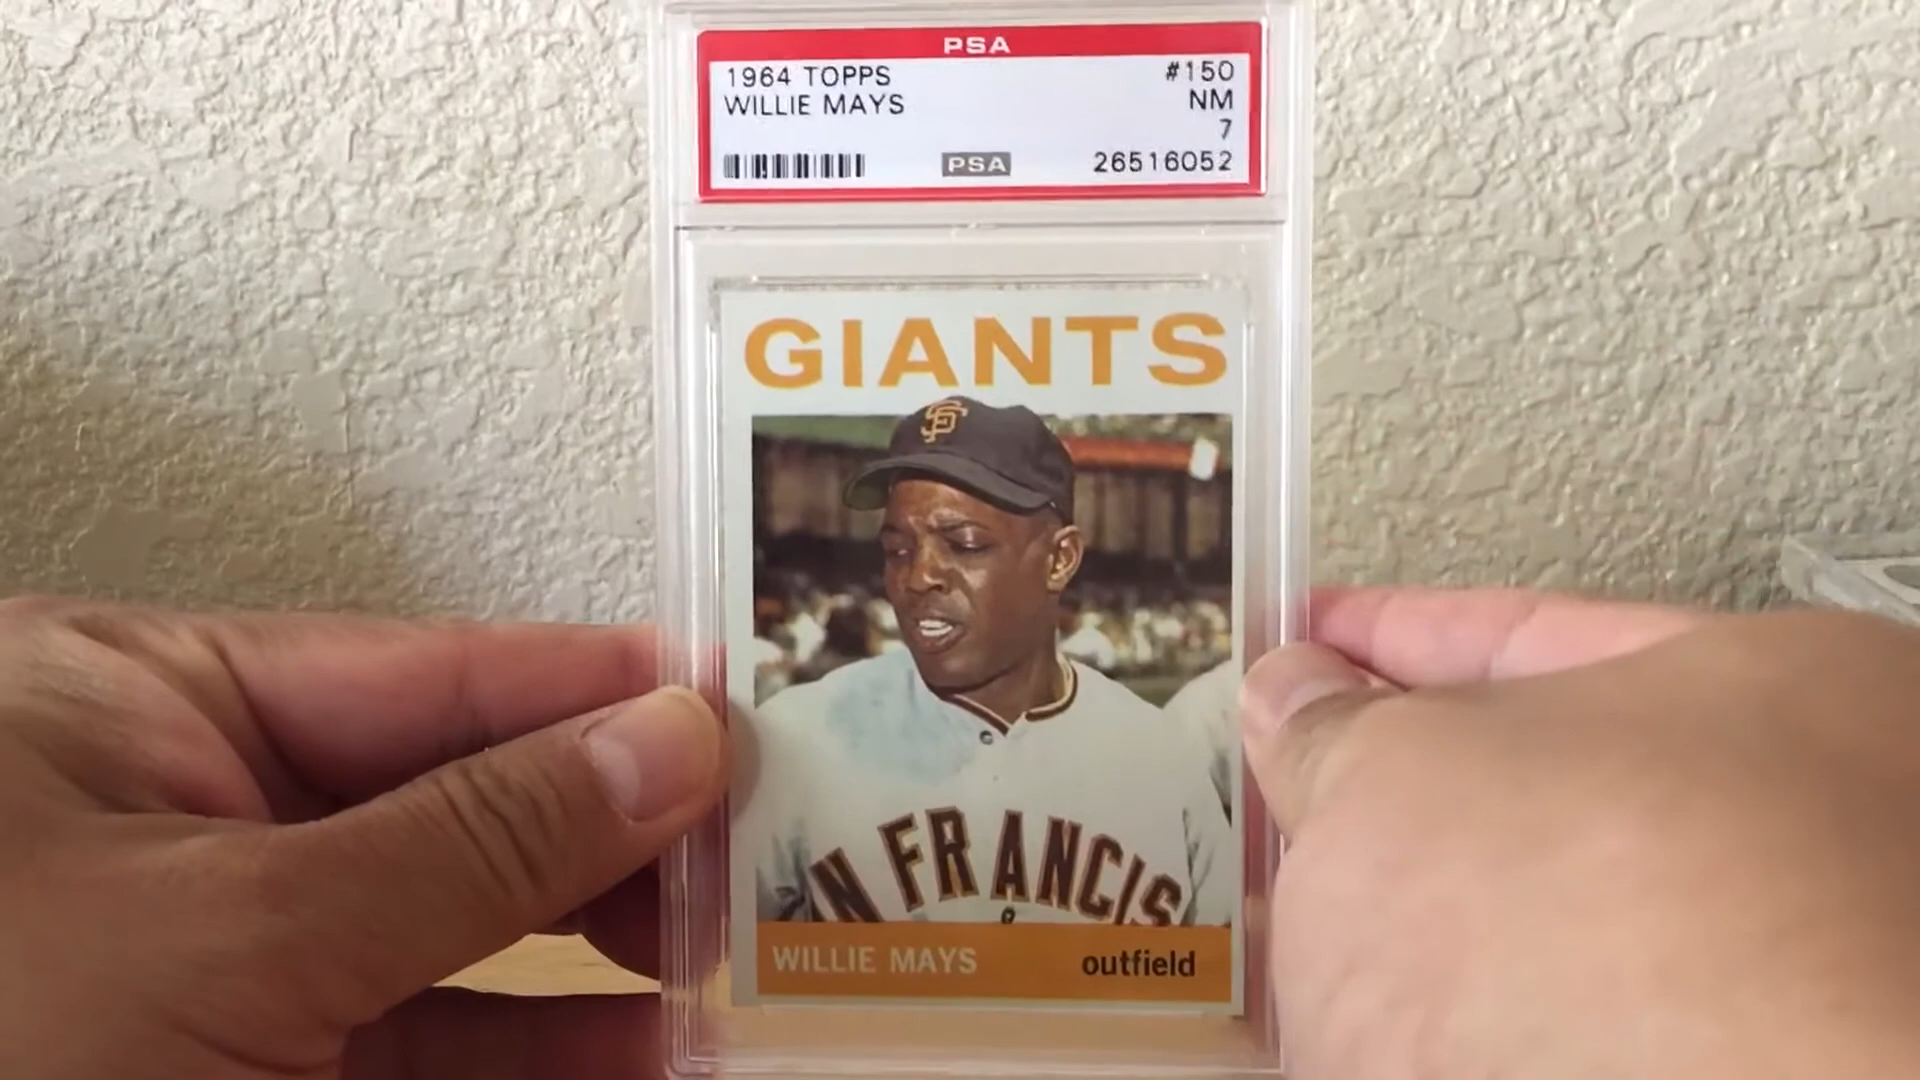 PSA
1964 TOPPS #150
WILLIE MAYS NM
7
PSA 26516052
GIANTS
SF
N FRANCIS
WILLIE MAYS outfield